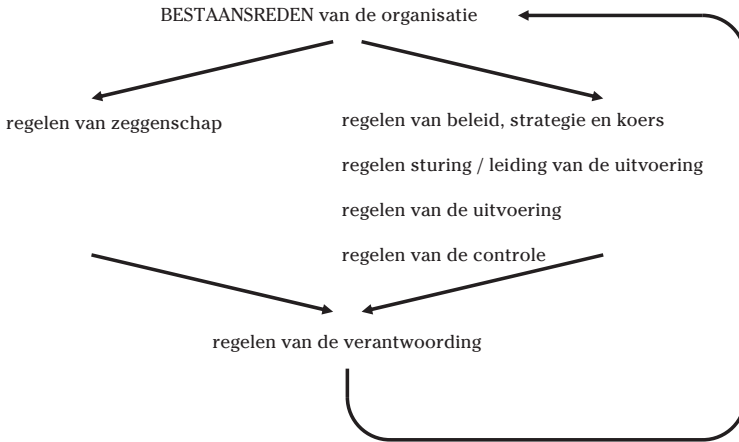 BESTAANSREDEN van de organisatie
regelen van zeggenschap
regelen van beleid, strategie en koers
regelen sturing / leiding van de uitvoering
regelen van de uitvoering
regelen van de controle
regelen van de verantwoording